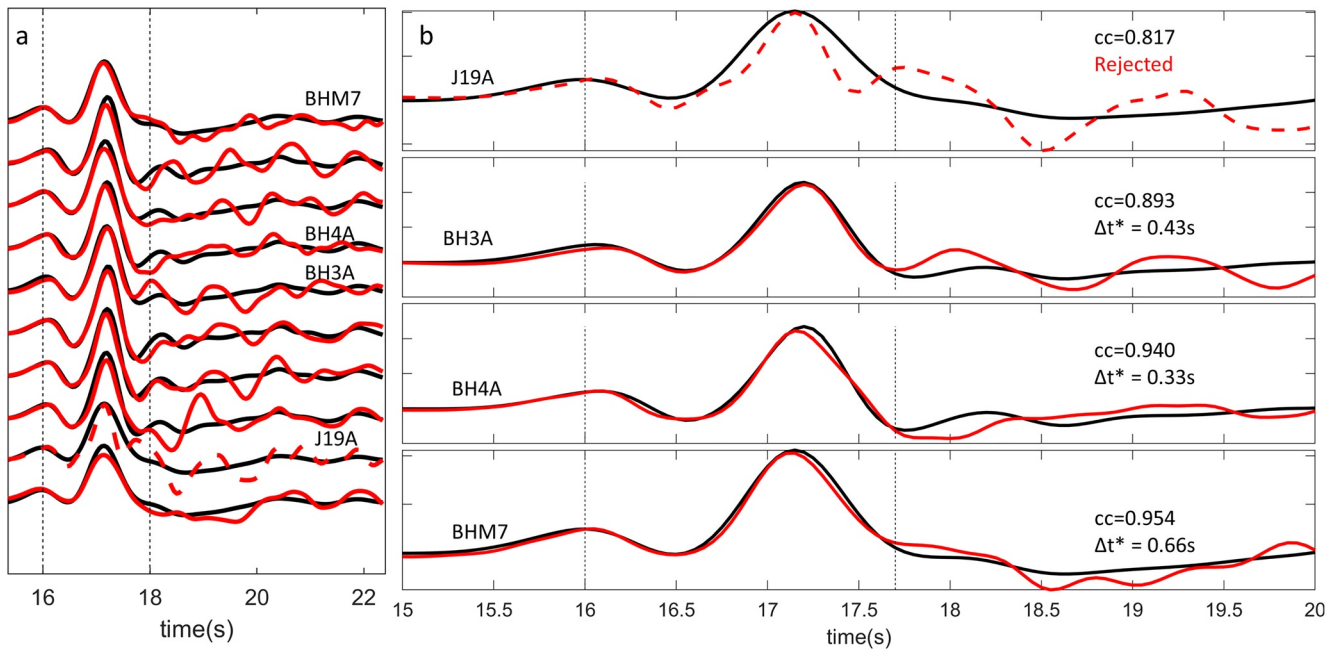 a
BHM7
BH4A
BH3A
J19A
16 18 20 22
time(s)
b
J19A
cc=0.817
Rejected
BH3A
cc=0.893
Δt* = 0.43s
BH4A
cc=0.940
Δt* = 0.33s
BHM7
cc=0.954
Δt* = 0.66s
15 15.5 16 16.5 17 17.5 18 18.5 19 19.5 20
time(s)